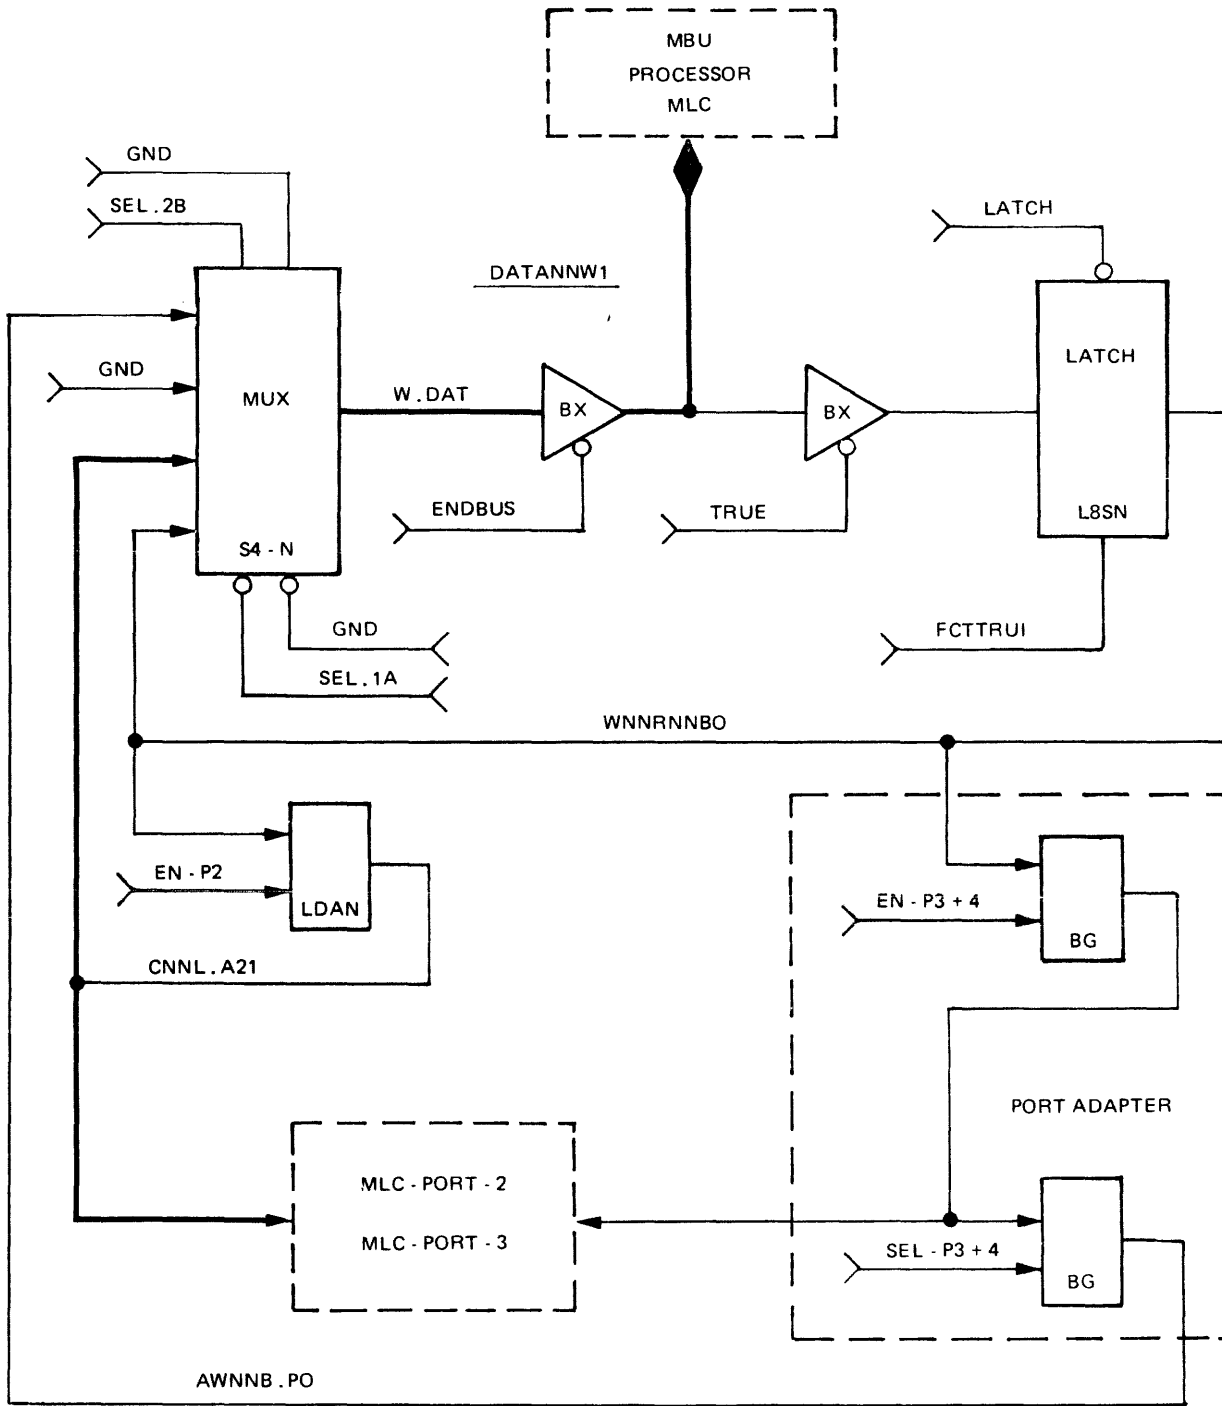 MBU
PROCESSOR
MLC
GND
SEL.2B
LATCH
DATANNW1
GND
MUX
W.DAT
BX
BX
LATCH
ENDBUS
TRUE
L8SN
S4-N
GND
SEL.1A
FCTTRUI
WNNRNNBO
EN-P2
LDAN
CNNL.A21
EN-P3+4
BG
PORT ADAPTER
MLC-PORT-2
MLC-PORT-3
SEL-P3+4
BG
AWNNB.PO